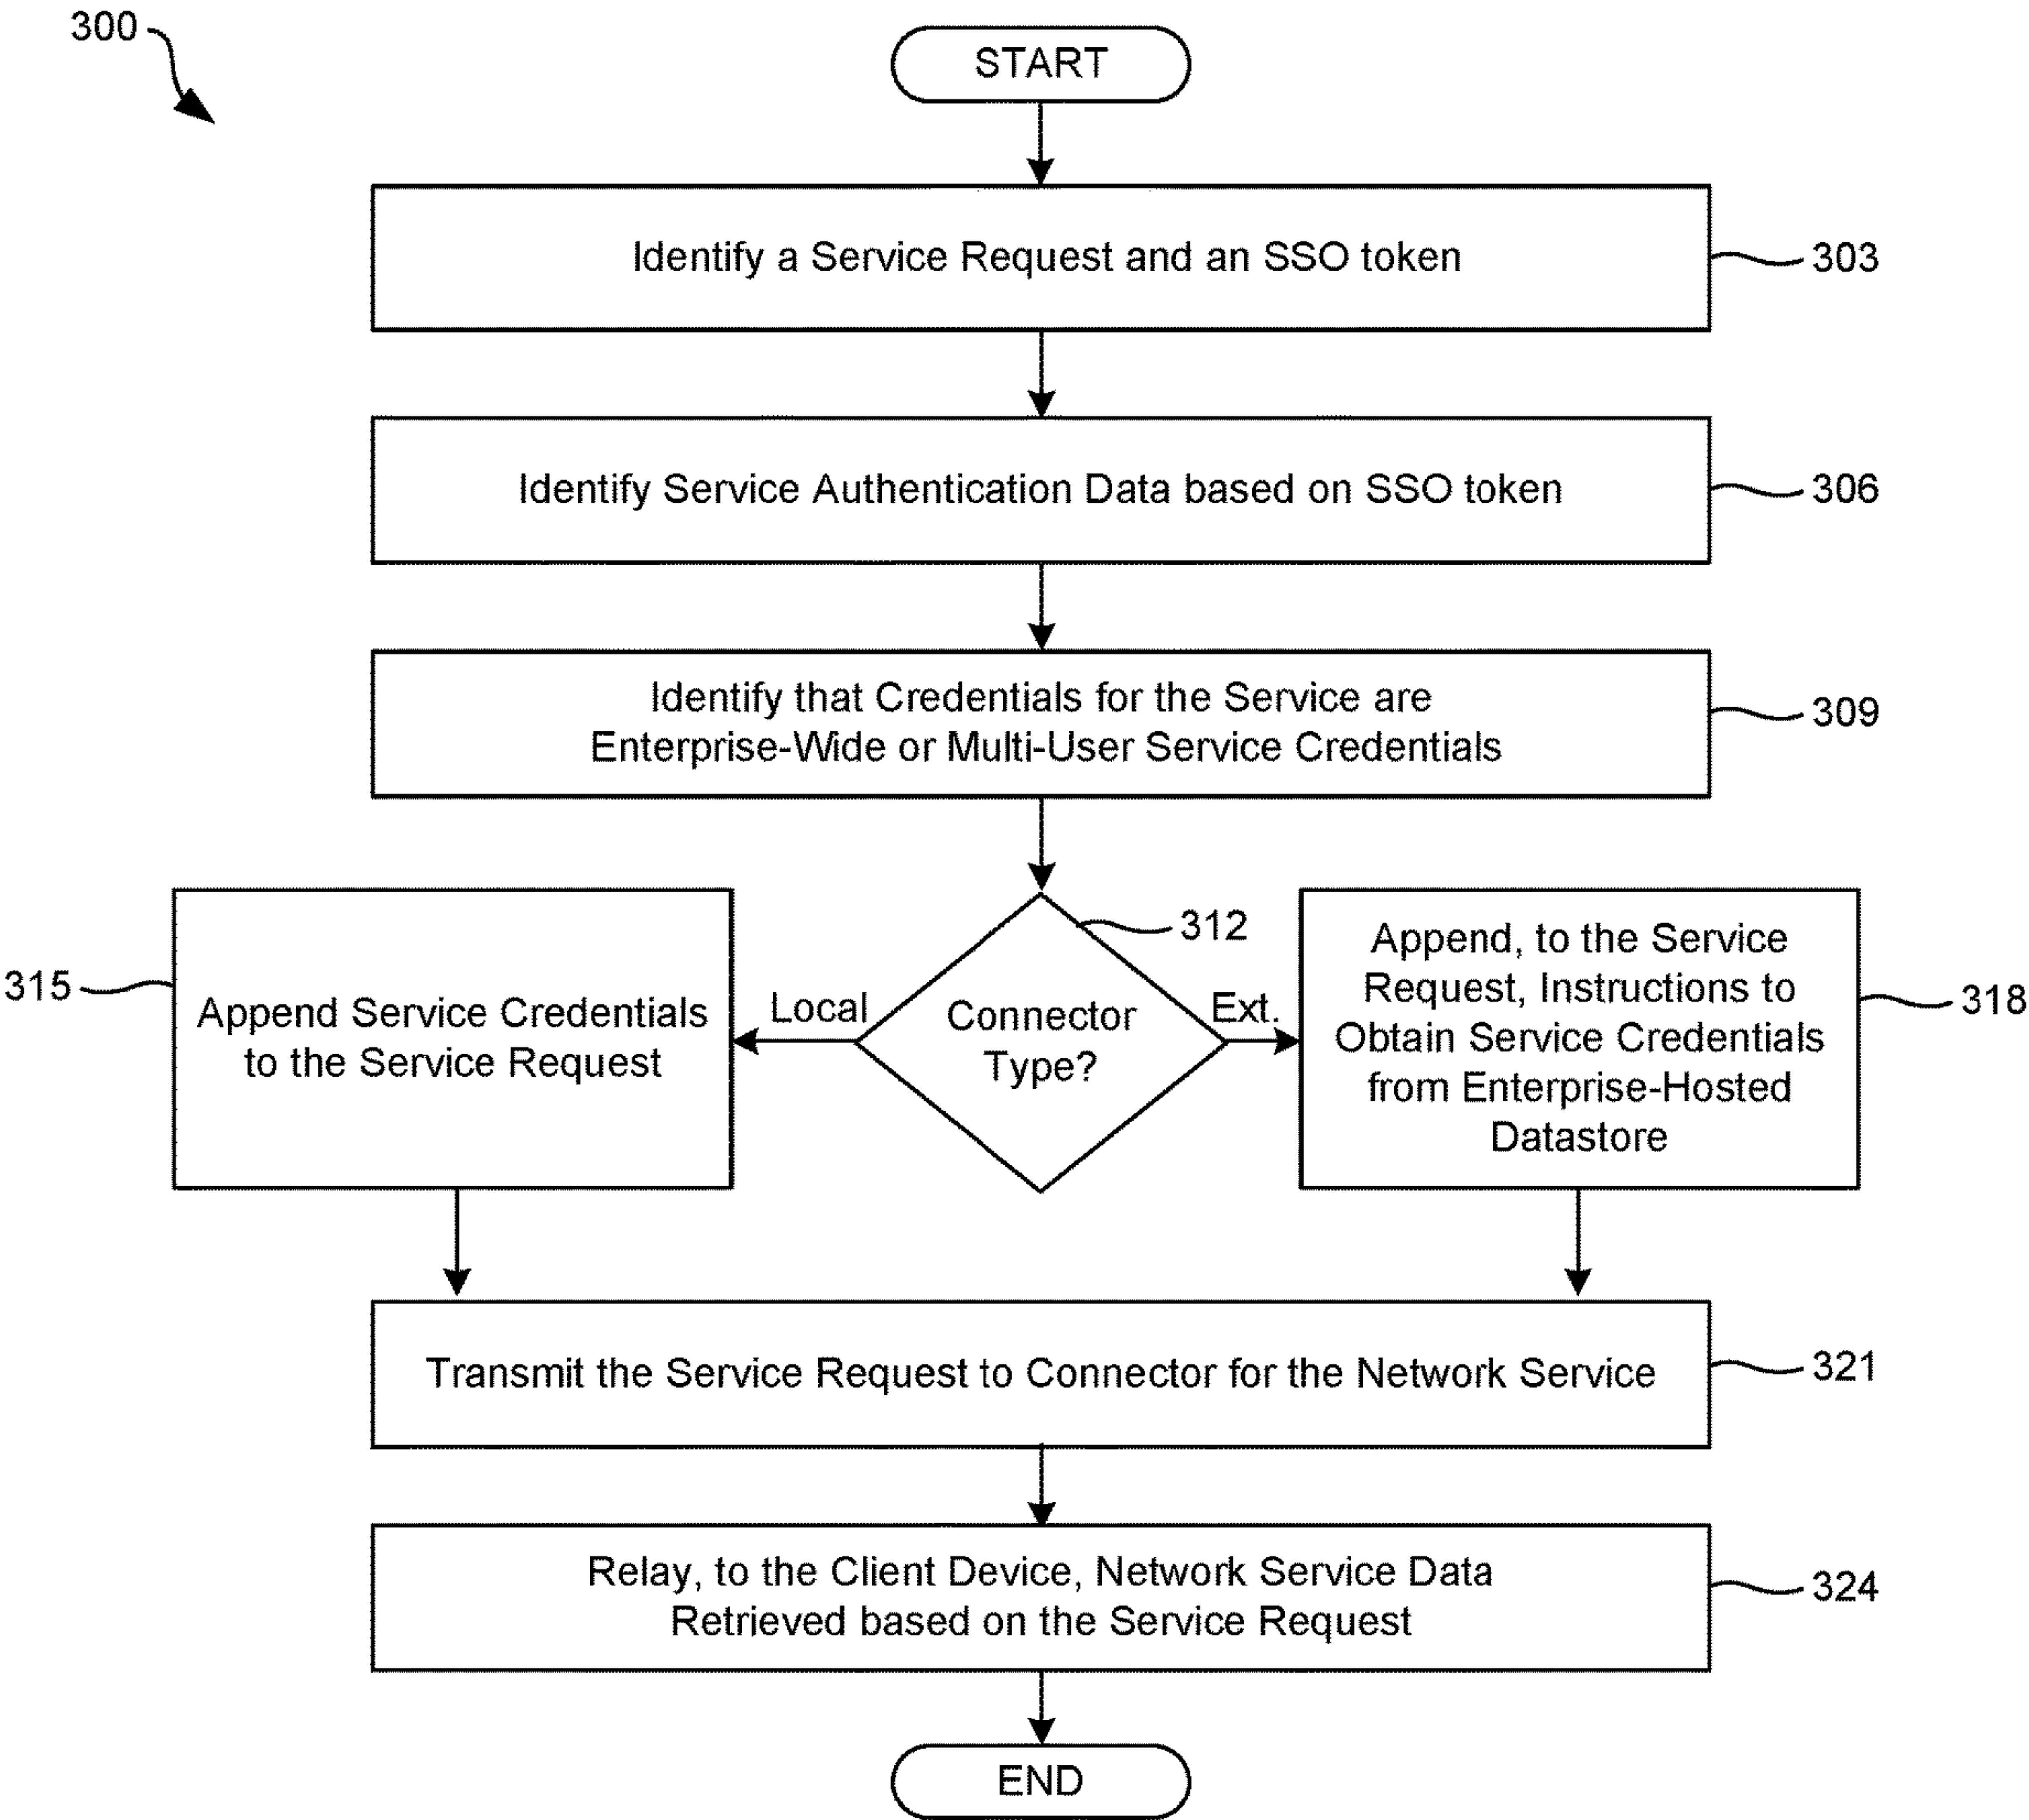 300
START
Identify a Service Request and an SSO token
303
Identify Service Authentication Data based on SSO token
306
Identify that Credentials for the Service are
Enterprise-Wide or Multi-User Service Credentials
309
312
Connector
Type?
Local
Ext.
315
Append Service Credentials
to the Service Request
Append, to the Service
Request, Instructions to
Obtain Service Credentials
from Enterprise-Hosted
Datastore
318
Transmit the Service Request to Connector for the Network Service
321
Relay, to the Client Device, Network Service Data
Retrieved based on the Service Request
324
END